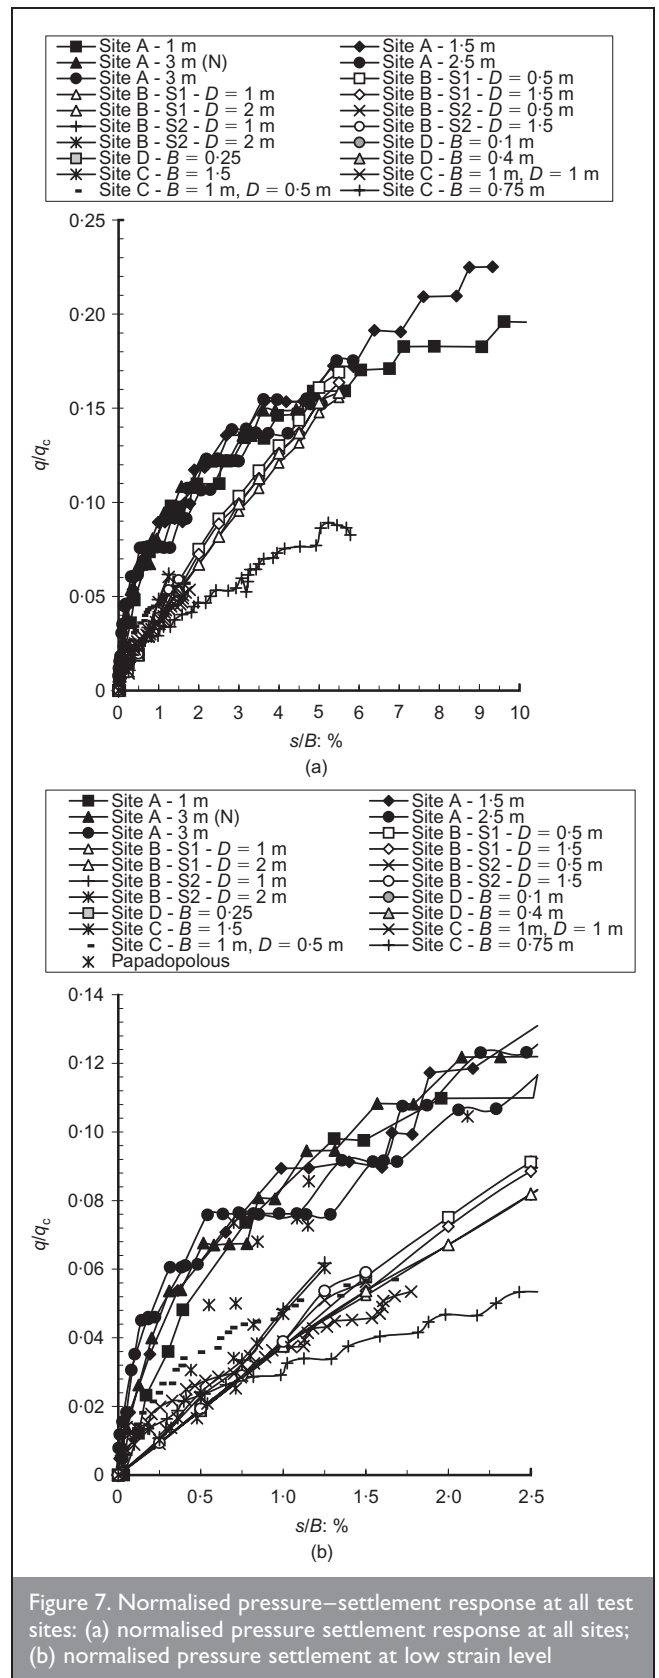 Site A - 1 m
Site A - 1·5 m
Site A - 3 m (N)
Site A - 2·5 m
Site A - 3 m
Site B - S1 - D = 0·5 m
Site B - S1 - D = 1 m
Site B - S1 - D = 1·5 m
Site B - S1 - D = 2 m
Site B - S2 - D = 0·5 m
Site B - S2 - D = 1 m
Site B - S2 - D = 1·5
Site B - S2 - D = 2 m
Site D - B = 0·1 m
Site D - B = 0·25
Site D - B = 0·4 m
Site C - B = 1·5
Site C - B = 1 m, D = 1 m
Site C - B = 1 m, D = 0·5 m
Site C - B = 0·75 m
0·25
0·20
0·15
q/qc
0·10
0·05
0
0 1 2 3 4 5 6 7 8 9 10
s/B: %
(a)
Site A - 1 m
Site A - 1·5 m
Site A - 3 m (N)
Site A - 2·5 m
Site A - 3 m
Site B - S1 - D = 0·5 m
Site B - S1 - D = 1 m
Site B - S1 - D = 1·5
Site B - S1 - D = 2 m
Site B - S2 - D = 0·5 m
Site B - S2 - D = 1 m
Site B - S2 - D = 1·5
Site B - S2 - D = 2 m
Site D - B = 0·1 m
Site D - B = 0·25
Site D - B = 0·4 m
Site C - B = 1·5
Site C - B = 1m, D = 1 m
Site C - B = 1 m, D = 0·5 m
Site C - B = 0·75 m
Papadopolous
0·14
0·12
0·10
0·08
q/qc
0·06
0·04
0·02
0
0 0·5 1·0 1·5 2·0 2·5
s/B: %
(b)
Figure 7. Normalised pressure–settlement response at all test
sites: (a) normalised pressure settlement response at all sites;
(b) normalised pressure settlement at low strain level